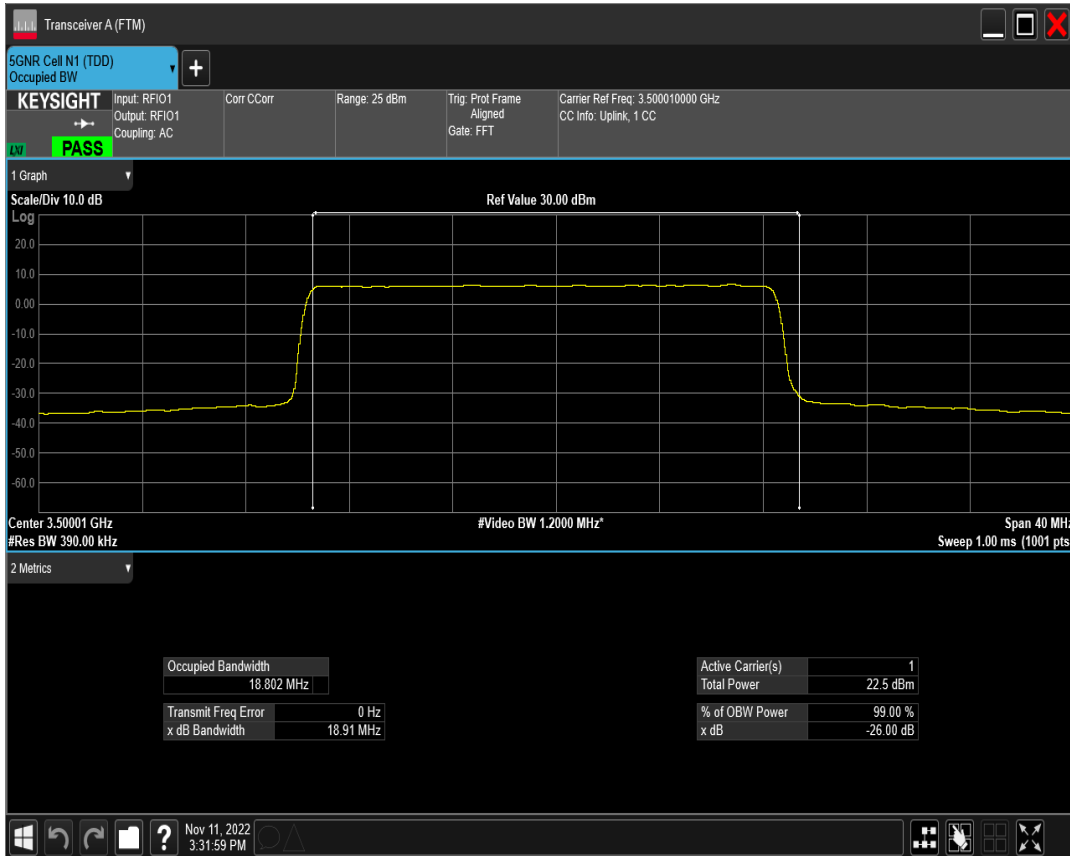 Transceiver A (FTM)
5GNR Cell N1 (TDD)
Occupied BW
KEYSIGHT
LXI
PASS
Input: RFIO1
Output: RFIO1
Coupling: AC
Corr CCorr
Range: 25 dBm
Trig: Prot Frame
Aligned
Gate: FFT
Carrier Ref Freq: 3.500010000 GHz
CC Info: Uplink, 1 CC
1 Graph
Scale/Div 10.0 dB
Ref Value 30.00 dBm
Log
20.0
10.0
0.00
-10.0
-20.0
-30.0
-40.0
-50.0
-60.0
Center 3.50001 GHz
#Video BW 1.2000 MHz*
Span 40 MHz
#Res BW 390.00 kHz
Sweep 1.00 ms (1001 pts
2 Metrics
Occupied Bandwidth
18.802 MHz
Transmit Freq Error 0 Hz
x dB Bandwidth 18.91 MHz
Active Carrier(s) 1
Total Power 22.5 dBm
% of OBW Power 99.00 %
x dB -26.00 dB
?
Nov 11, 2022
3:31:59 PM